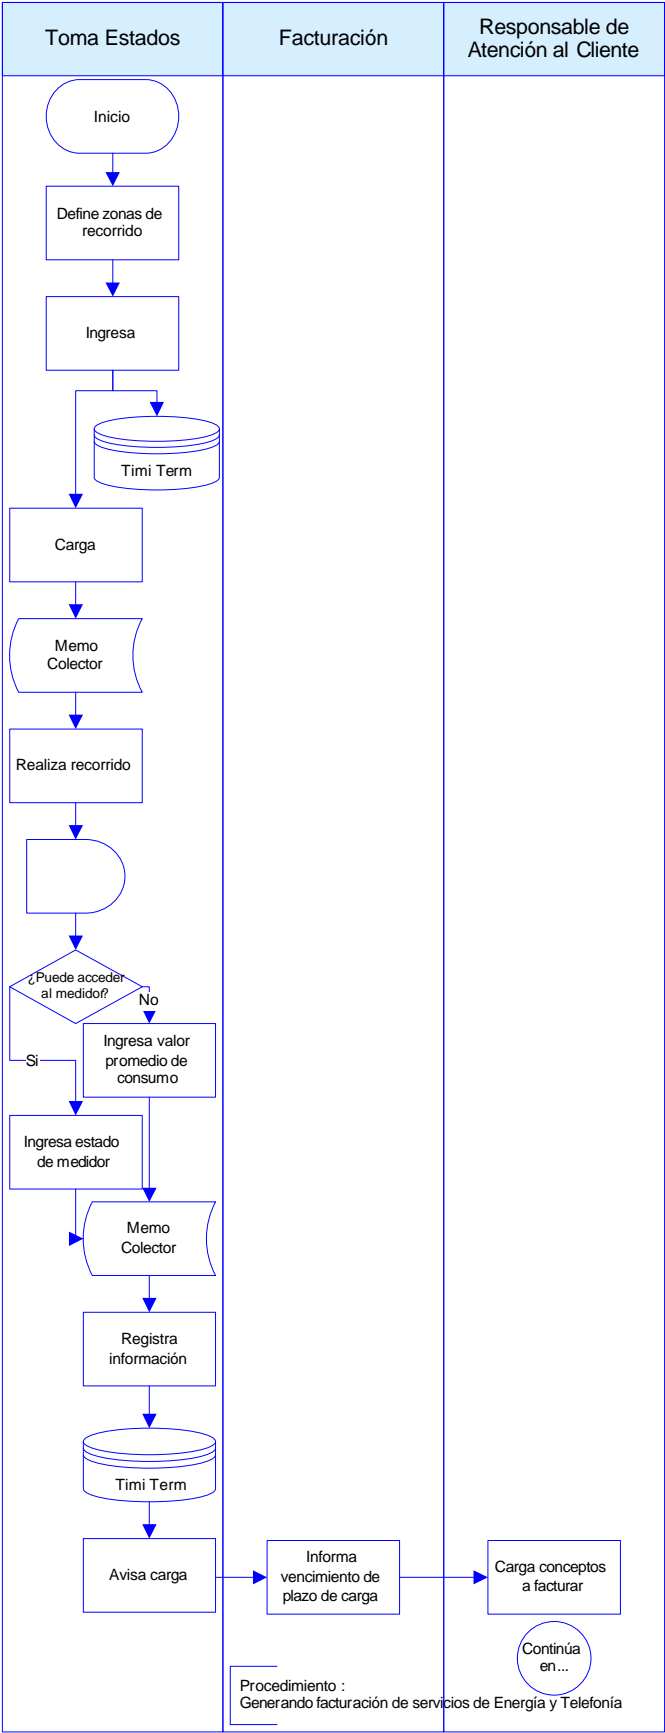 Toma Estados
Facturación
Responsable de
Atención al Cliente
Inicio
Define zonas de
recorrido
Ingresa
Timi Term
Carga
Memo
Colector
Realiza recorrido
¿Puede acceder
al medidor?
No
Si
Ingresa valor
promedio de
consumo
Ingresa estado
de medidor
Memo
Colector
Registra
información
Timi Term
Avisa carga
Informa
vencimiento de
plazo de carga
Carga conceptos
a facturar
Continúa
en...
Procedimiento :
Generando facturación de servicios de Energía y Telefonía